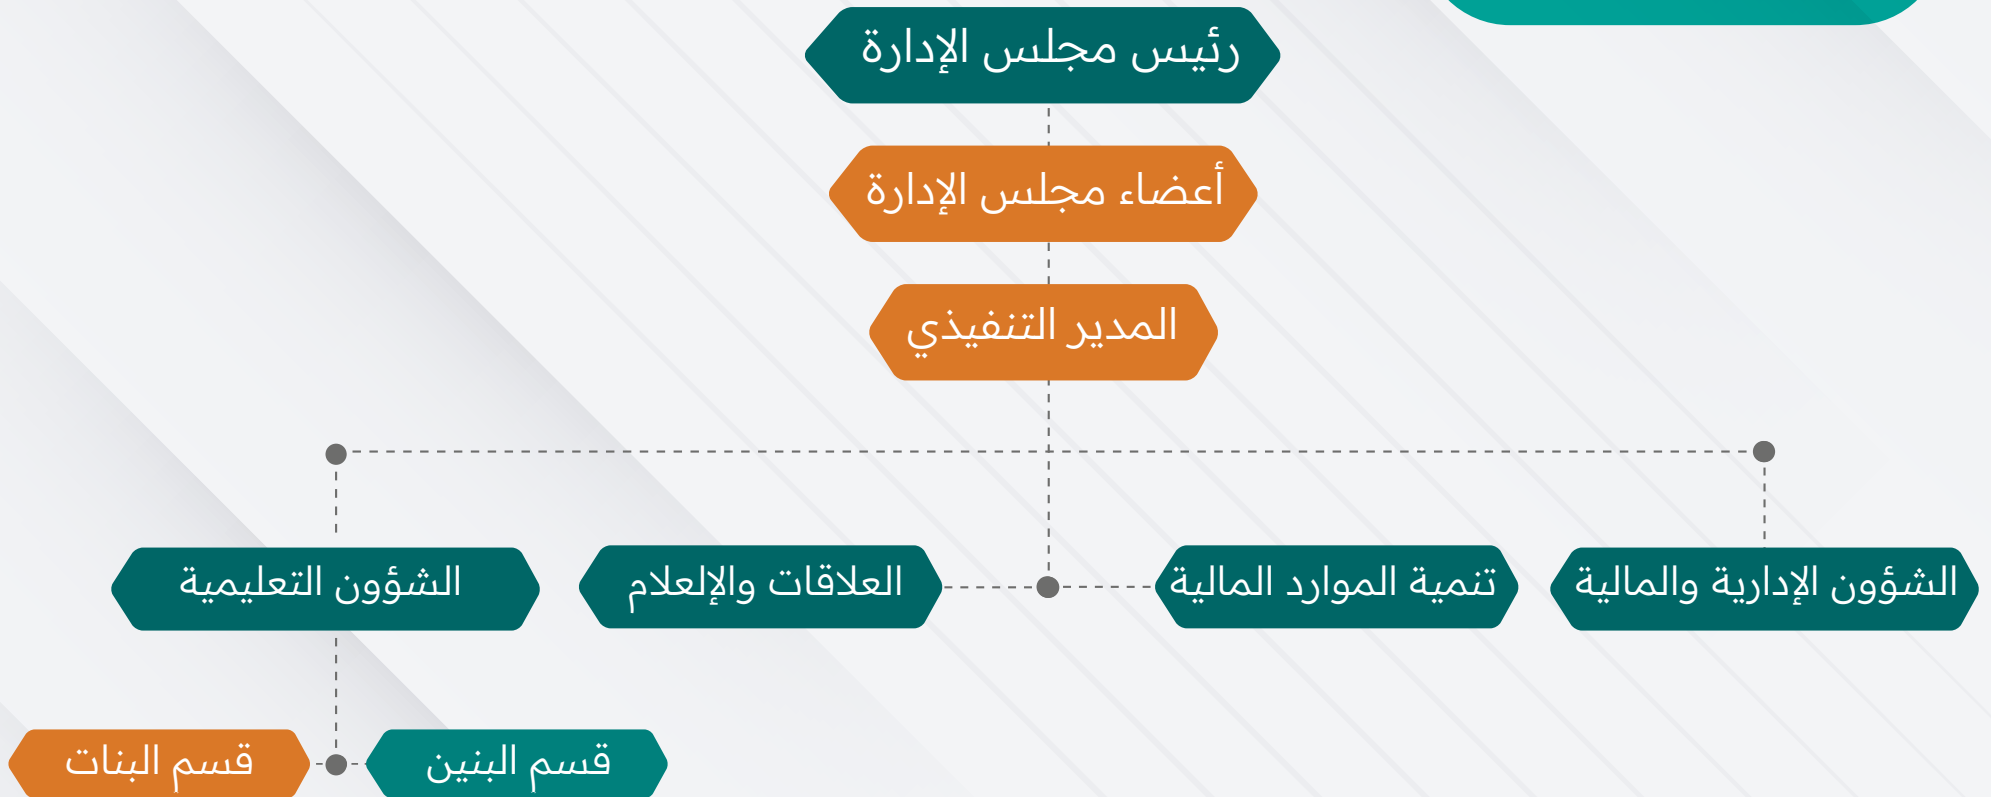 رئيس مجلس الإدارة
أعضاء مجلس الإدارة
المدير التنفيذي
الشؤون الإدارية والمالية
تنمية الموارد المالية
العلاقات والإلعلام
الشؤون التعليمية
قسم البنين
قسم البنات